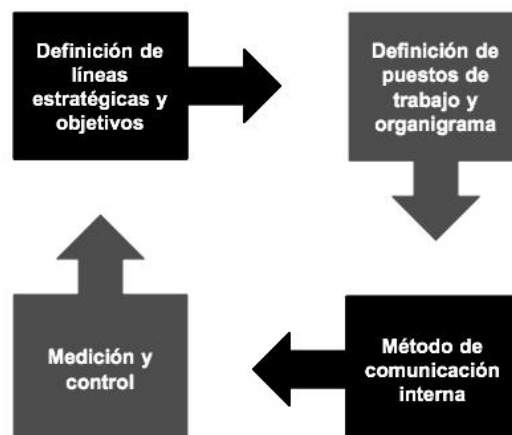 Definición de
líneas
estratégicas y
objetivos
Definición de
puestos de
trabajo y
organigrama
Método de
comunicación
interna
Medición y
control